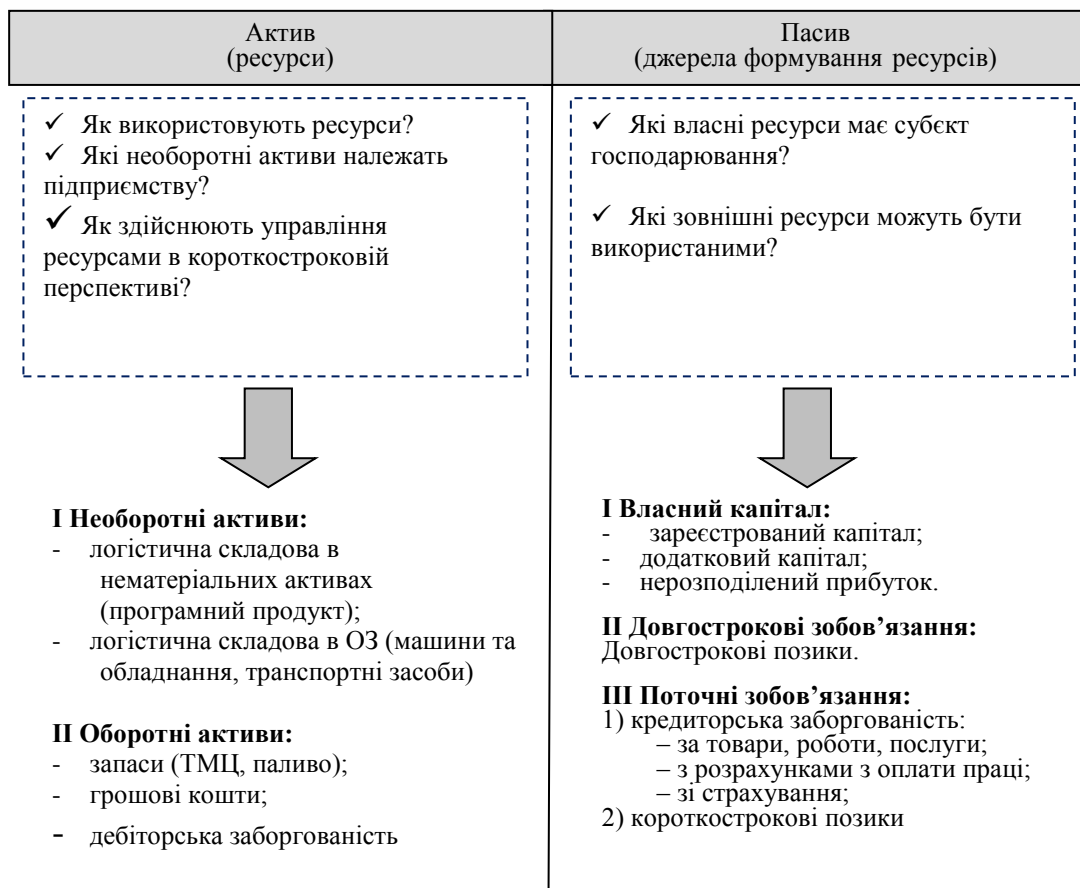 Актив
(ресурси)
Пасив
(джерела формування ресурсів)
✓ Як використовують ресурси?
✓ Які необоротні активи належать
підприємству?
✓ Як здійснюють управління
ресурсами в короткостроковій
перспективі?
✓ Які власні ресурси має субєкт
господарювання?
✓ Які зовнішні ресурси можуть бути
використаними?
І Необоротні активи:
- логістична складова в
нематеріальних активах
(програмний продукт);
- логістична складова в ОЗ (машини та
обладнання, транспортні засоби)
ІІ Оборотні активи:
- запаси (ТМЦ, паливо);
- грошові кошти;
- дебіторська заборгованість
І Власний капітал:
- зареєстрований капітал;
- додатковий капітал;
- нерозподілений прибуток.
ІІ Довгострокові зобов’язання:
Довгострокові позики.
ІІІ Поточні зобов’язання:
1) кредиторська заборгованість:
– за товари, роботи, послуги;
– з розрахунками з оплати праці;
– зі страхування;
2) короткострокові позики